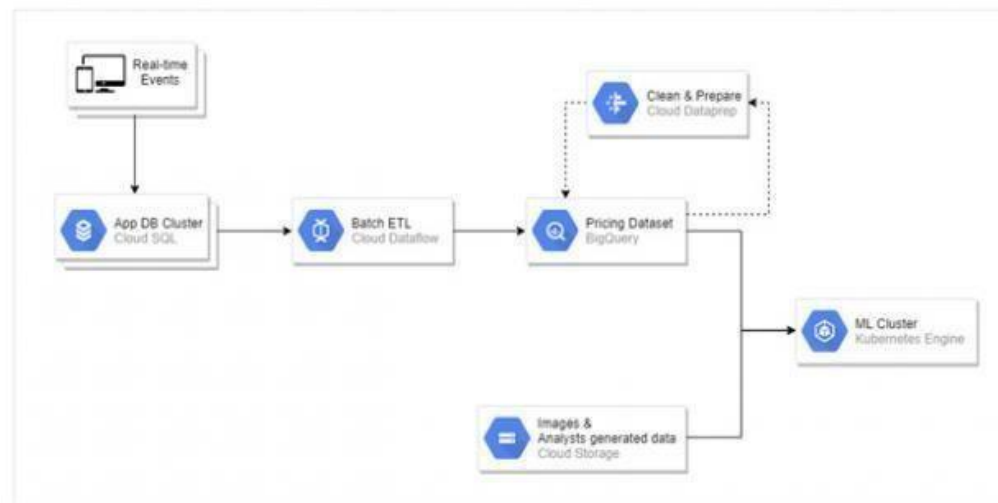 Real-time
Events
Clean & Prepare
Cloud Dataprep
App DB Cluster
Cloud SQL
Batch ETL
Cloud Dataflow
Pricing Dataset
BigQuery
ML Cluster
Kubernetes Engine
Images &
Analysts generated data
Cloud Storage